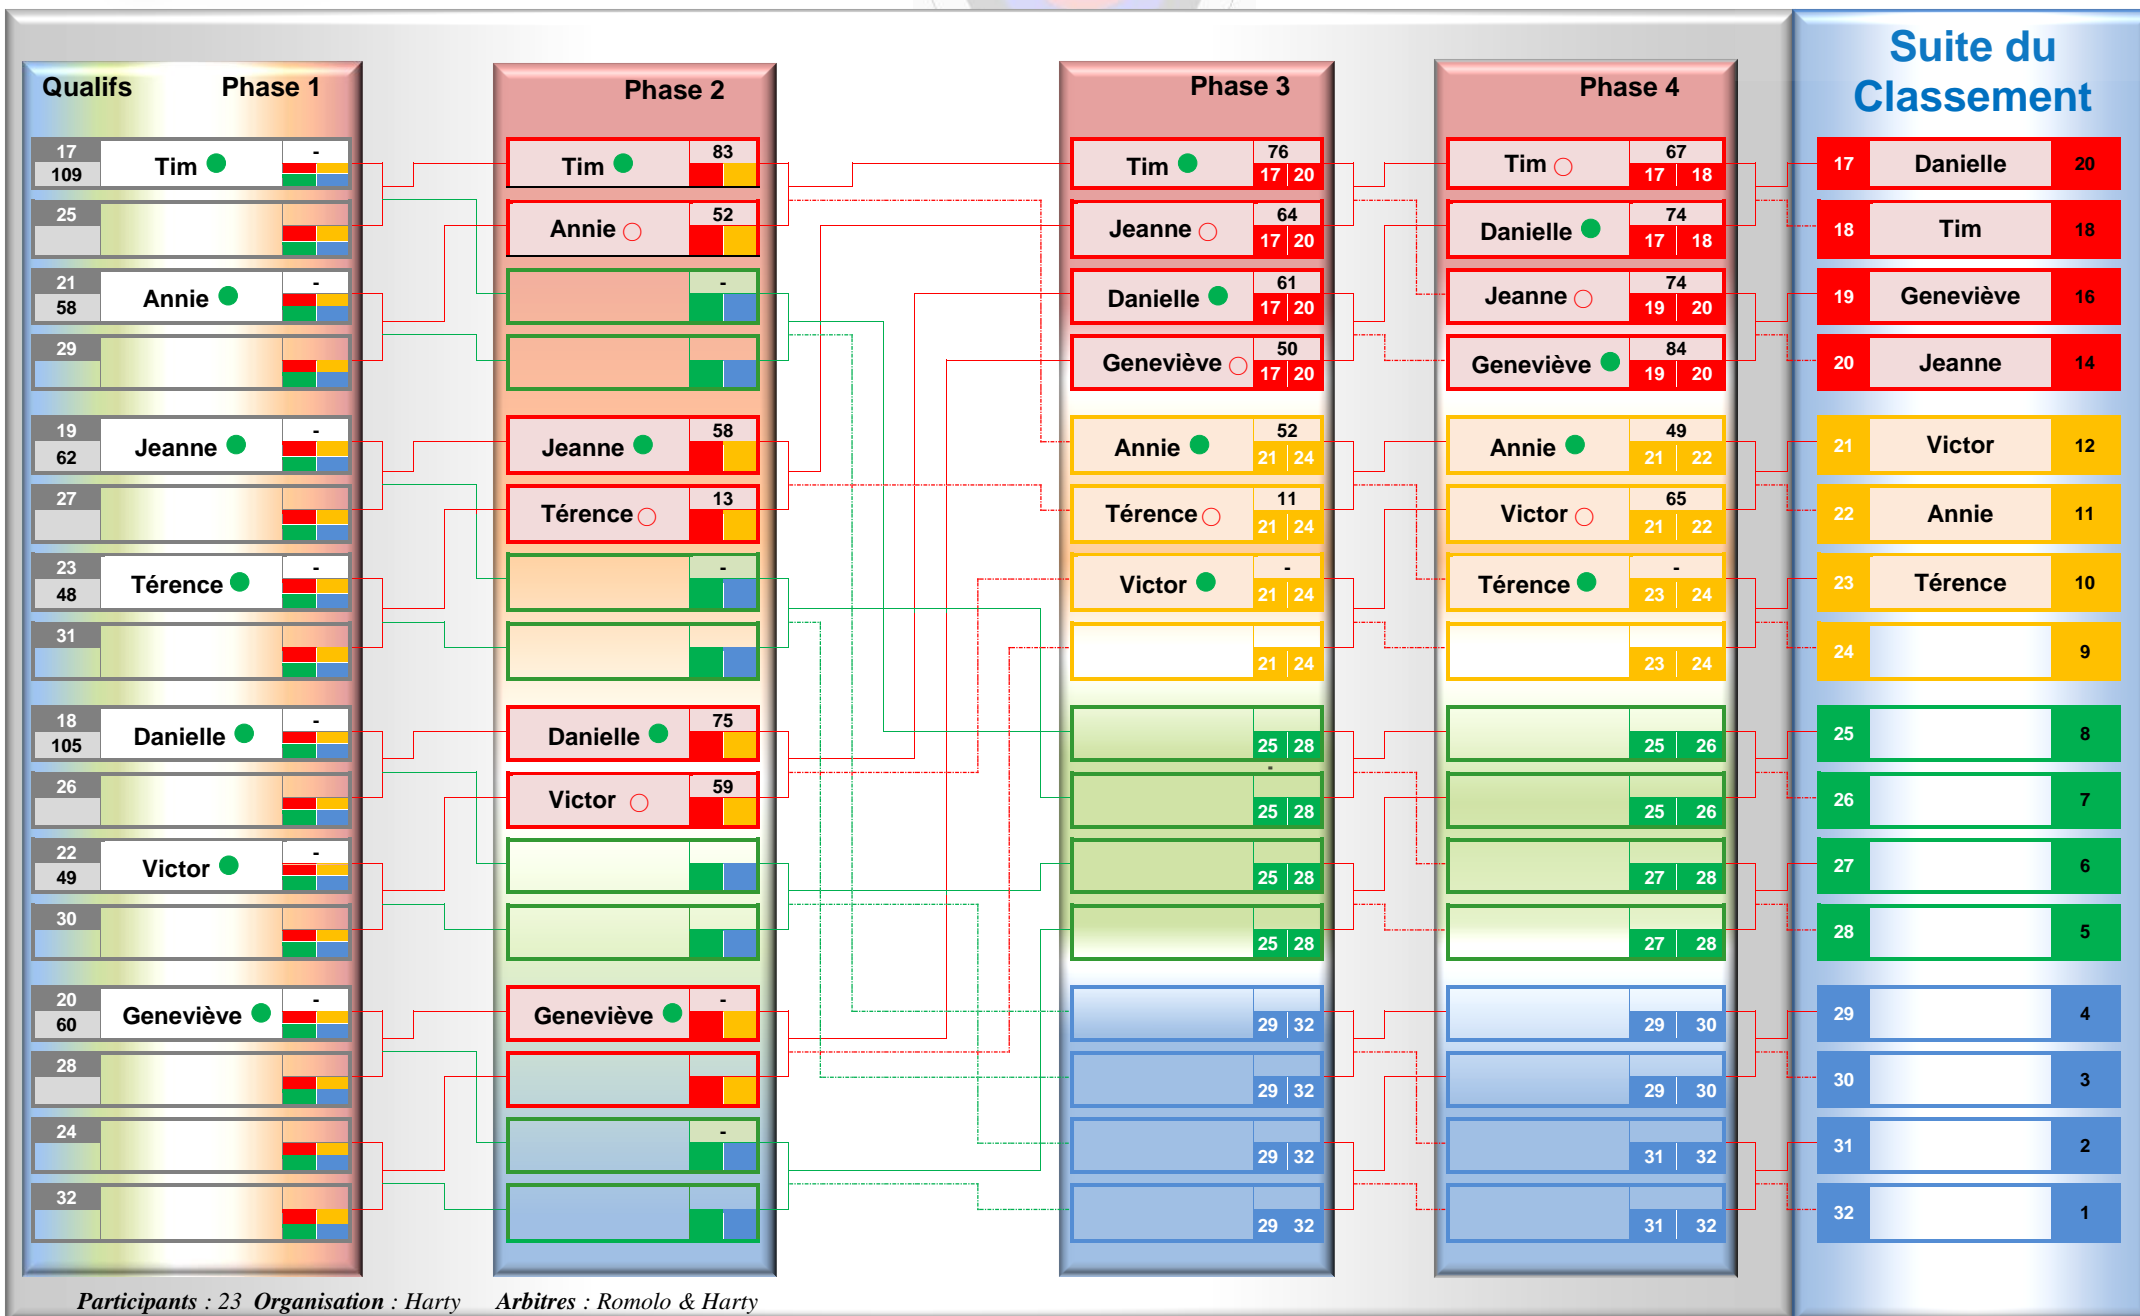 Suite du
Classement
Qualifs Phase 1
Phase 2
Phase 3
Phase 4
17 Tim -
109
25
21 Annie -
58
29
19 Jeanne -
62
27
23 Térence -
48
31
18 Danielle -
105
26
22 Victor -
49
30
20 Geneviève -
60
28
24
32
Tim 83
Annie 52
-
Jeanne 58
Térence 13
-
Danielle 75
Victor 59
Geneviève -
-
Tim 76
17 20
Jeanne 64
17 20
Danielle 61
17 20
Geneviève 50
17 20
Annie 52
21 24
Térence 11
21 24
Victor -
21 24
21 24
25 28
-
25 28
25 28
25 28
29 32
29 32
29 32
29 32
Tim 67
17 18
Danielle 74
17 18
Jeanne 74
19 20
Geneviève 84
19 20
Annie 49
21 22
Victor 65
21 22
Térence -
23 24
23 24
25 26
25 26
27 28
27 28
29 30
29 30
31 32
31 32
17 Danielle 20
18 Tim 18
19 Geneviève 16
20 Jeanne 14
21 Victor 12
22 Annie 11
23 Térence 10
24 9
25 8
26 7
27 6
28 5
29 4
30 3
31 2
32 1
Participants : 23 Organisation : Harty Arbitres : Romolo & Harty